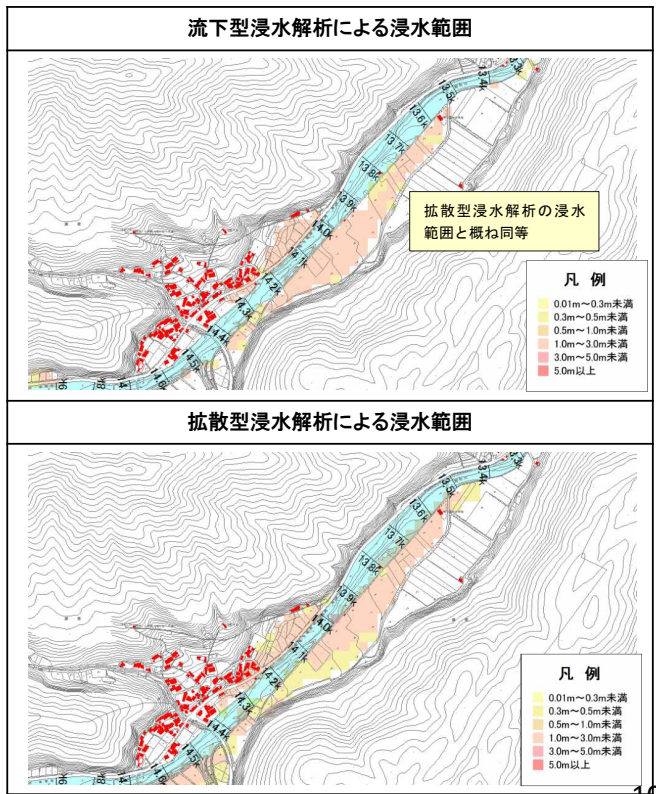 流下型浸水解析による浸水範囲
13.3k
13.4k
13.5k
13.6k
13.7k
13.8k
13.9k
14.0k
14.1k
14.2k
14.3k
14.4k
14.5k
14.6k
拡散型浸水解析の浸水
範囲と概ね同等
凡 例
0.01m～0.3m未満
0.3m～0.5m未満
0.5m～1.0m未満
1.0m～3.0m未満
3.0m～5.0m未満
5.0m以上
拡散型浸水解析による浸水範囲
13.3k
13.4k
13.5k
13.6k
13.7k
13.8k
13.9k
14.0k
14.1k
14.2k
14.3k
14.4k
14.5k
14.6k
凡 例
0.01m～0.3m未満
0.3m～0.5m未満
0.5m～1.0m未満
1.0m～3.0m未満
3.0m～5.0m未満
5.0m以上